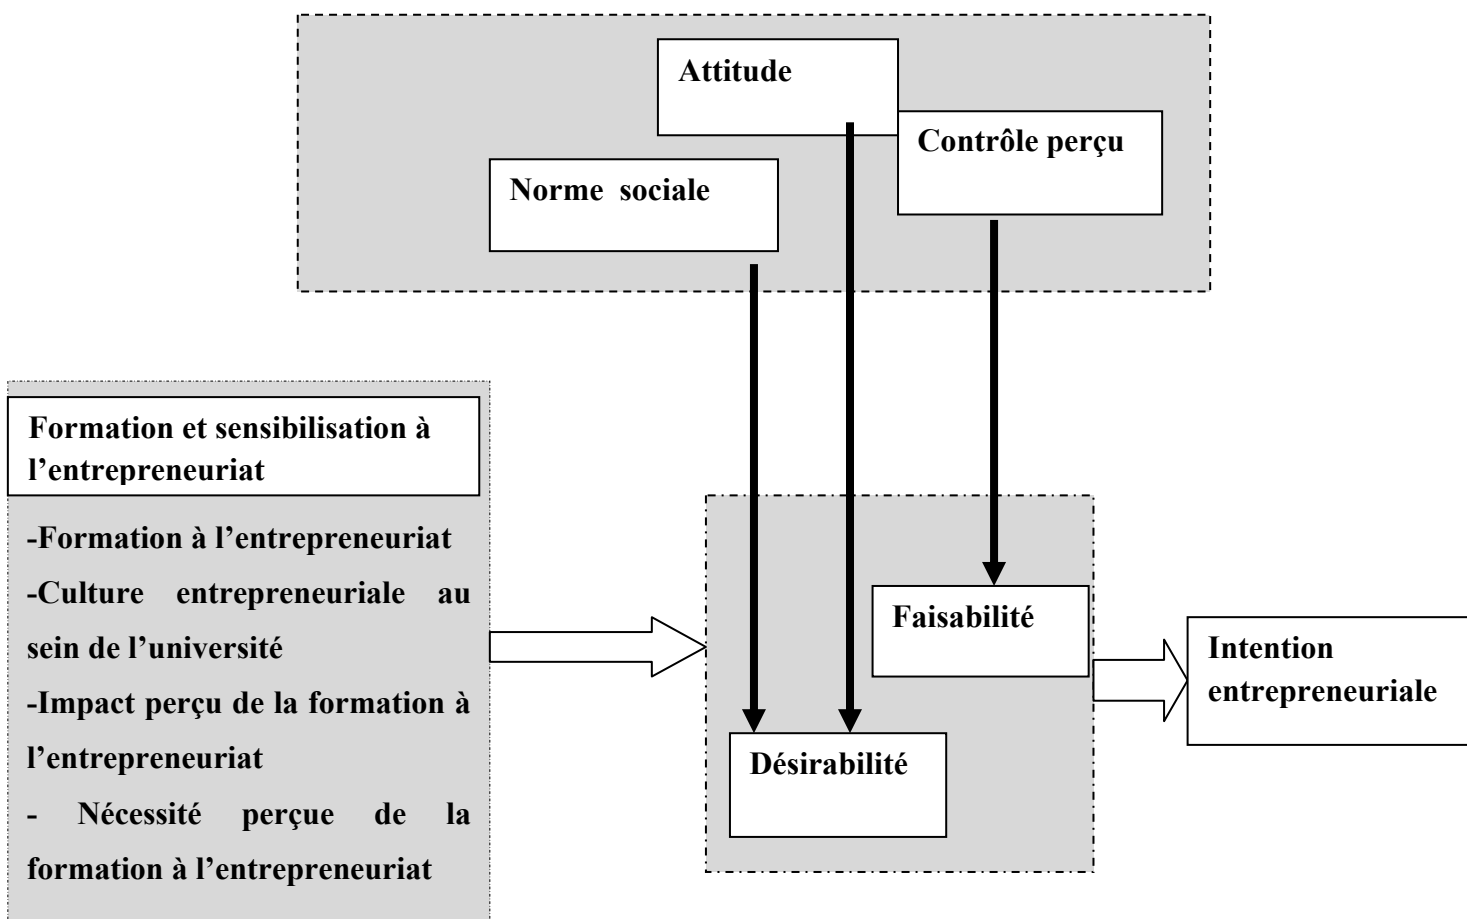 Attitude
Contrôle perçu
Norme sociale
Formation et sensibilisation à
l’entrepreneuriat
-Formation à l’entrepreneuriat
-Culture entrepreneuriale au
sein de l’université
-Impact perçu de la formation à
l’entrepreneuriat
- Nécessité perçue de la
formation à l’entrepreneuriat
Faisabilité
Désirabilité
Intention
entrepreneuriale